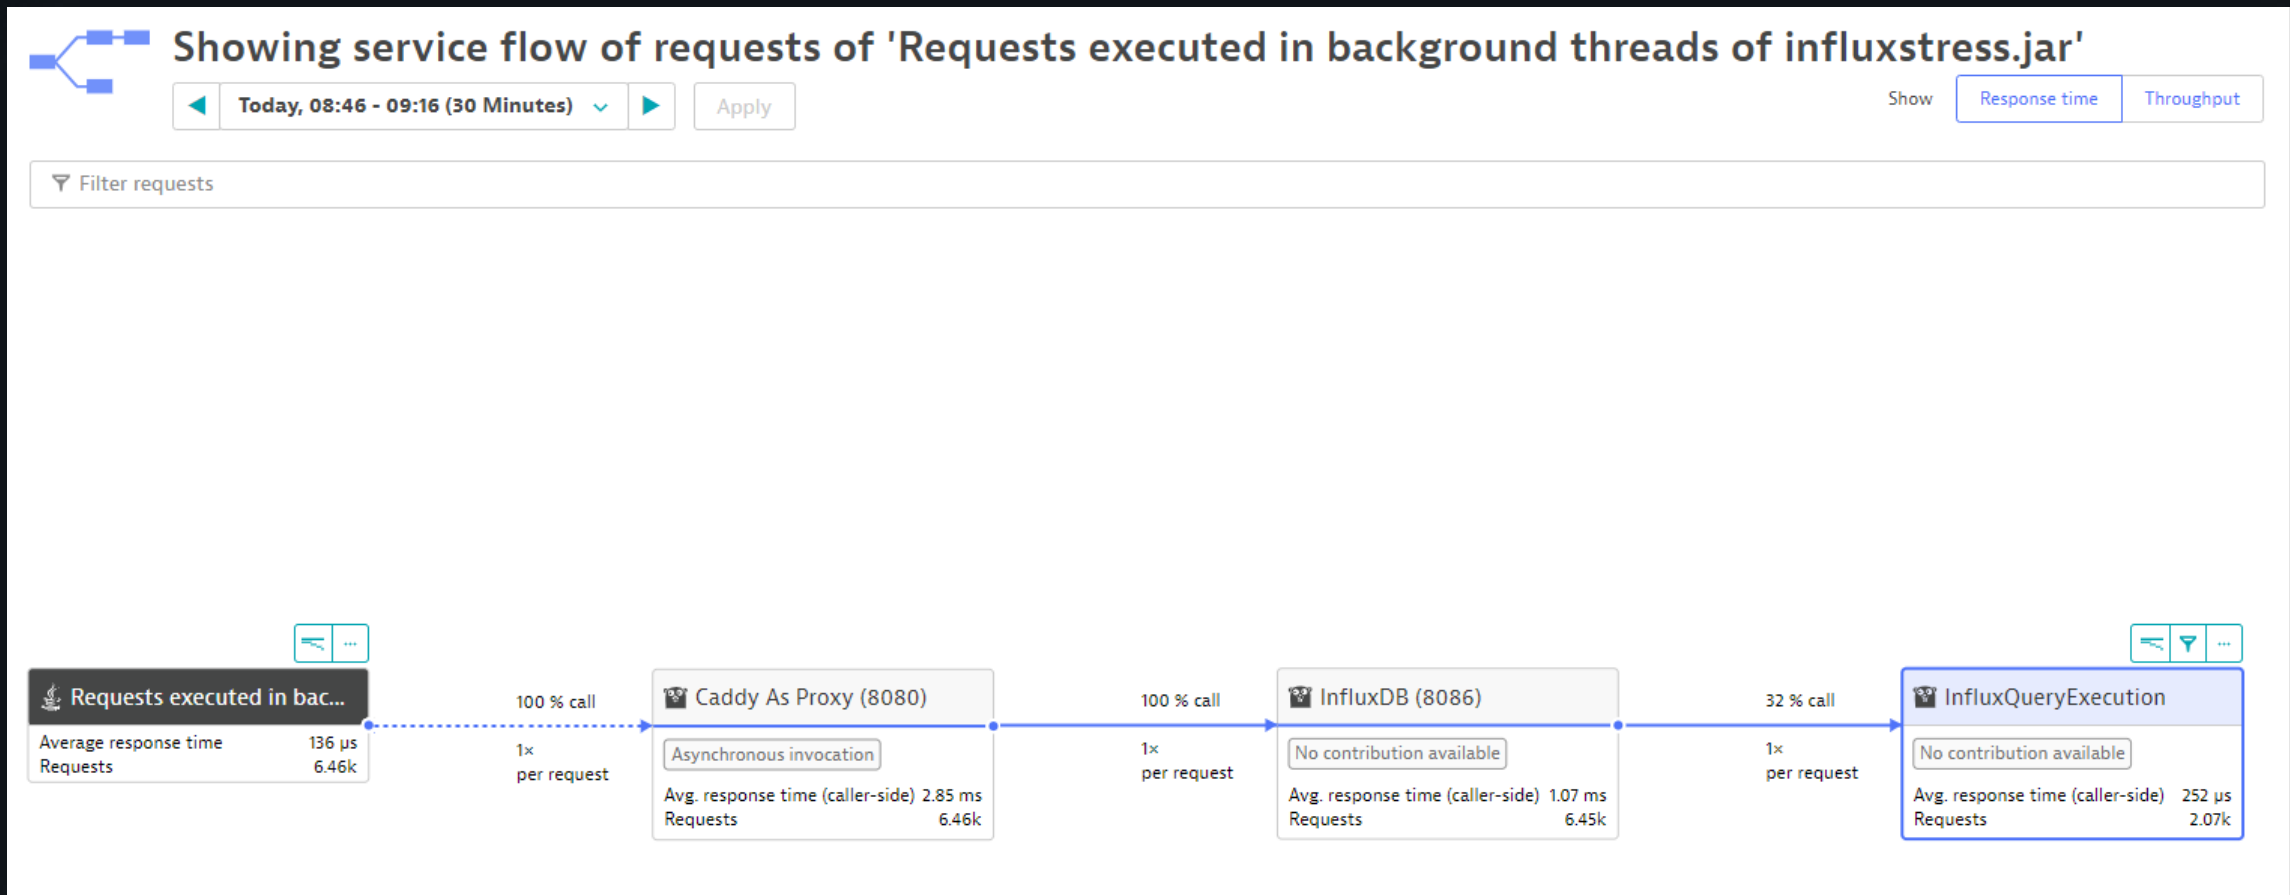 Showing service flow of requests of 'Requests executed in background threads of influxstress.jar'
Today, 08:46 - 09:16 (30 Minutes)
Apply
Show
Response time
Throughput
Filter requests
Requests executed in bac...
Average response time 136 µs
Requests 6.46k
100 % call
1×
per request
Caddy As Proxy (8080)
Asynchronous invocation
Avg. response time (caller-side) 2.85 ms
Requests 6.46k
100 % call
1×
per request
InfluxDB (8086)
No contribution available
Avg. response time (caller-side) 1.07 ms
Requests 6.45k
32 % call
1×
per request
...
InfluxQueryExecution
No contribution available
Avg. response time (caller-side) 252 µs
Requests 2.07k